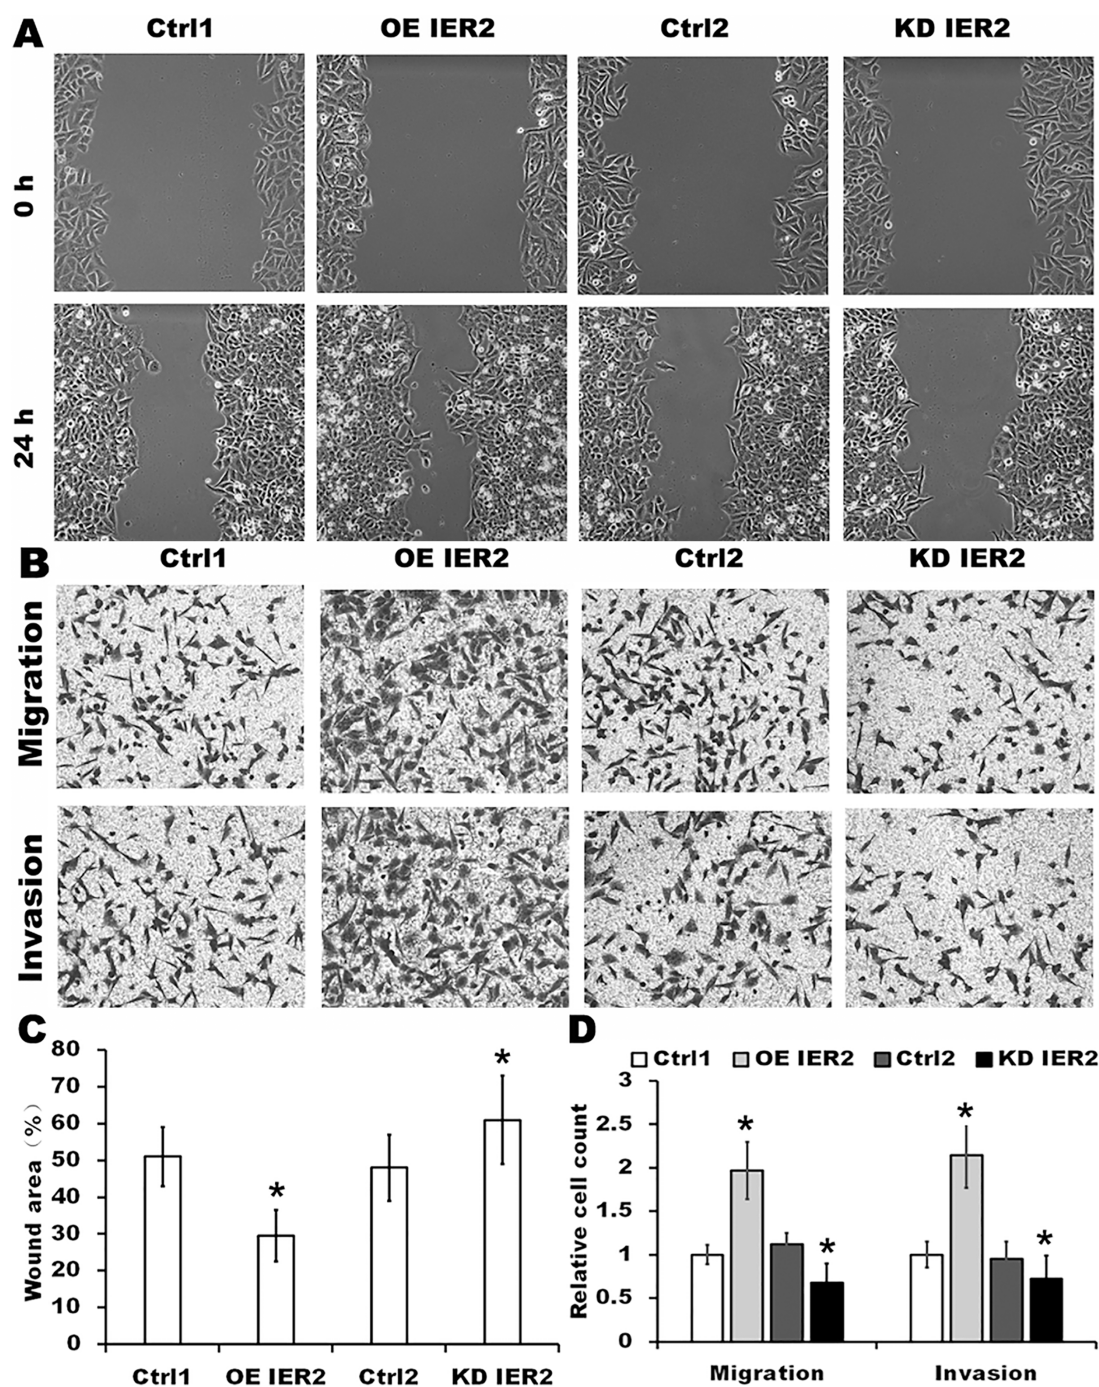 A
Ctrl1 OE IER2 Ctrl2 KD IER2
0 h
24 h
B
Ctrl1 OE IER2 Ctrl2 KD IER2
Migration
Invasion
C
Wound area (%)
80
70
60
50
40
30
20
10
0
*
*
Ctrl1 OE IER2 Ctrl2 KD IER2
D
Ctrl1 OE IER2 Ctrl2 KD IER2
Relative cell count
3
2.5
2
1.5
1
0.5
0
*
*
*
*
Migration Invasion